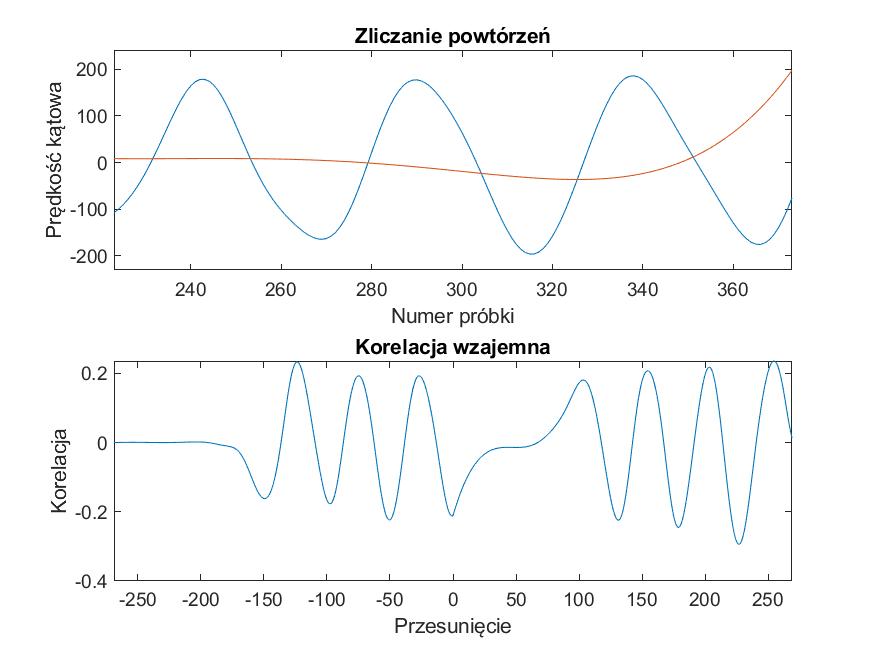 Zliczanie powtórzeń
200
100
0
-100
-200
Prędkość kątowa
240 260 280 300 320 340 360
Numer próbki
Korelacja wzajemna
0.2
0
-0.2
-0.4
Korelacja
-250 -200 -150 -100 -50 0 50 100 150 200 250
Przesunięcie